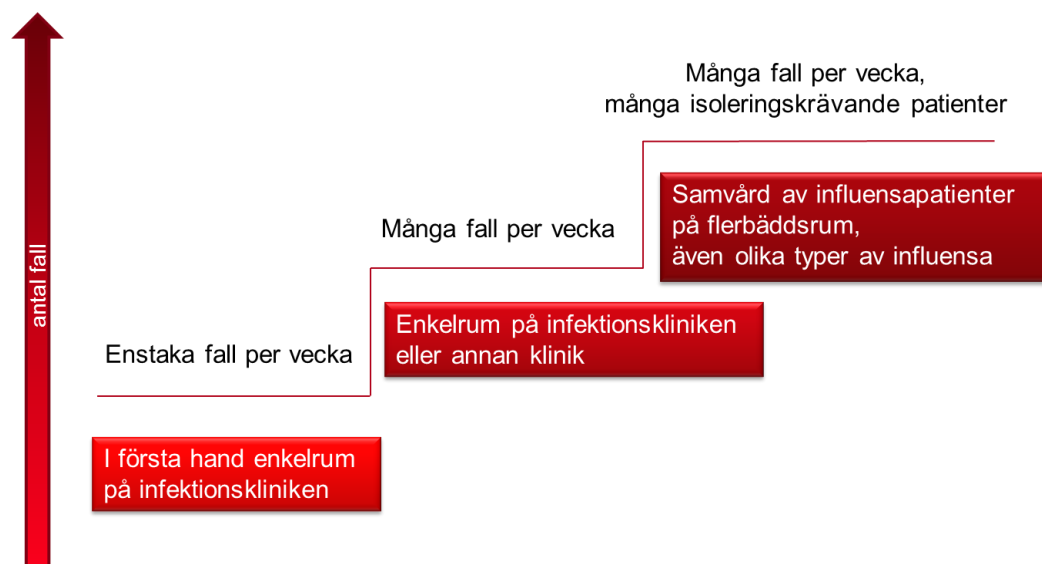 Många fall per vecka,
många isoleringskrävande patienter
Samvård av influensapatienter
på flerbäddsrum,
även olika typer av influensa
Många fall per vecka
Enkelrum på infektionskliniken
eller annan klinik
Enstaka fall per vecka
I första hand enkelrum
på infektionskliniken
antal fall